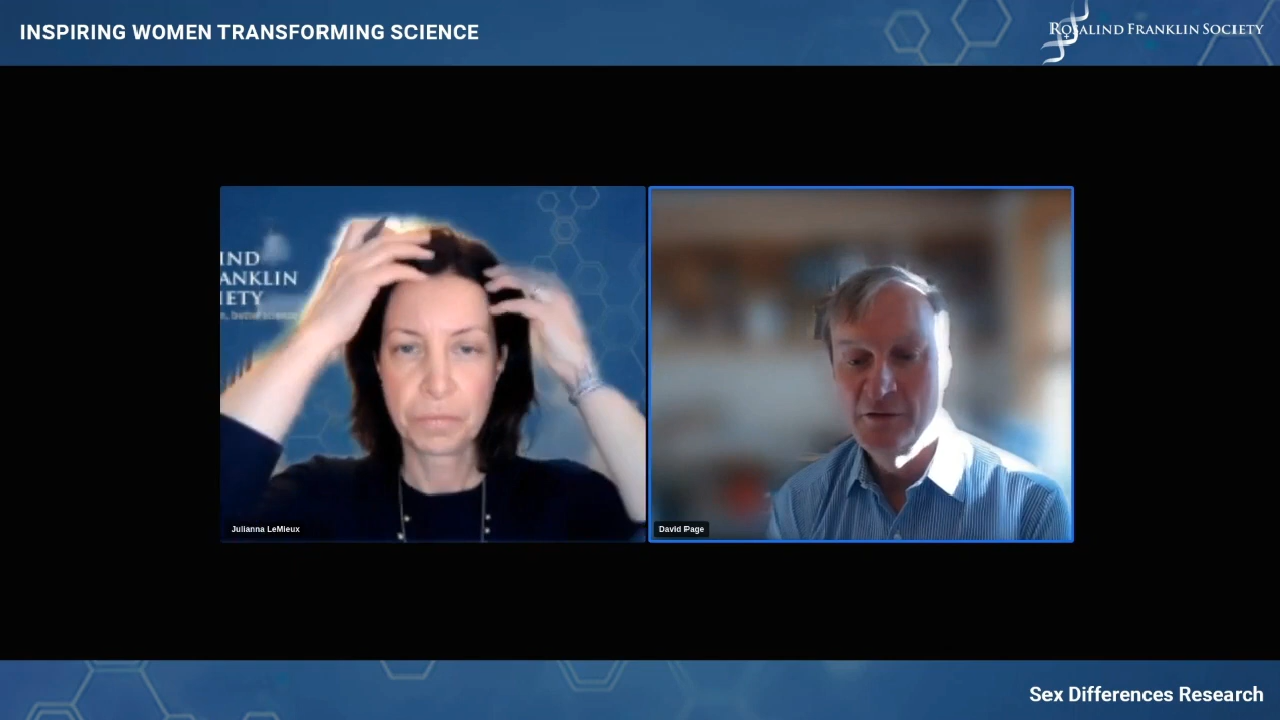 INSPIRING WOMEN TRANSFORMING SCIENCE
ROSALIND FRANKLIN SOCIETY
IND
ANKLIN
IETY
Julianna LeMieux
David Page
Sex Differences Research